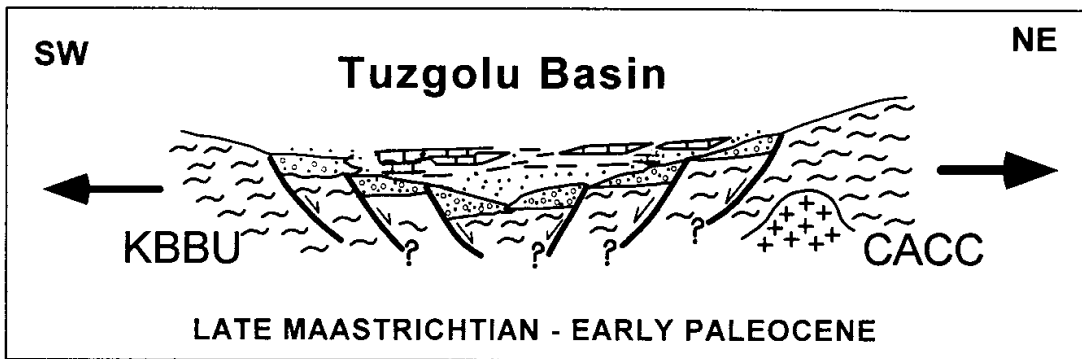 SW
NE
Tuzgolu Basin
KBBU
?
?
?
?
CACC
LATE MAASTRICHTIAN - EARLY PALEOCENE